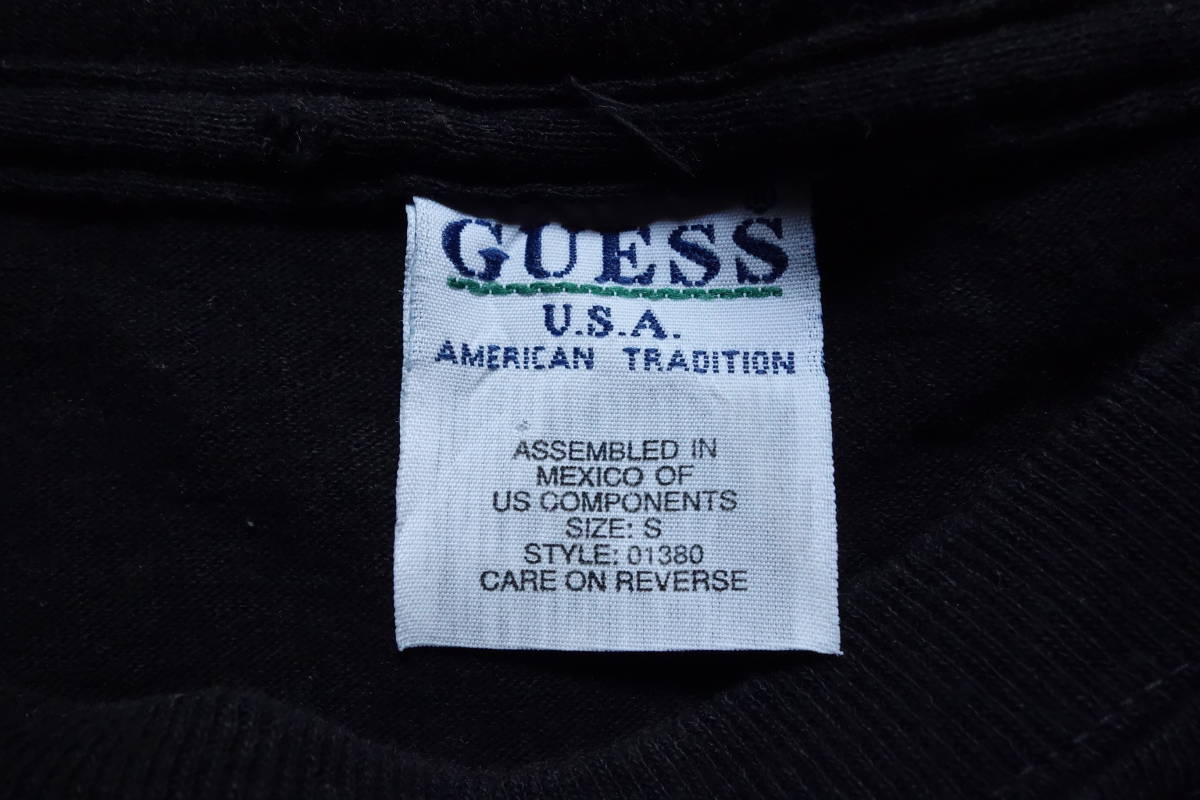 GUESS
U.S.A.
AMERICAN TRADITION
ASSEMBLED IN
MEXICO OF
US COMPONENTS
SIZE: S
STYLE: 01380
CARE ON REVERSE